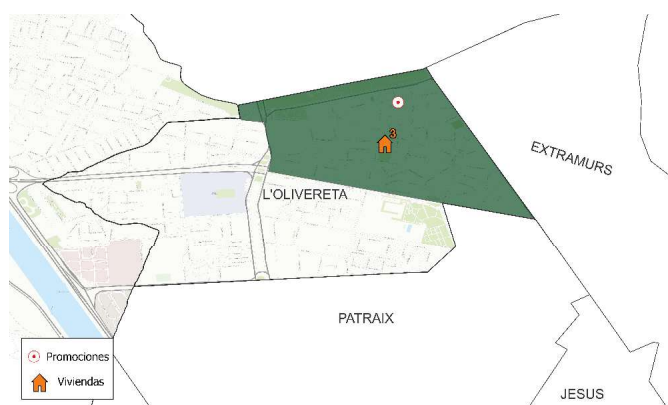 3
EXTRAMURS
L'OLIVERETA
PATRAIX
JESUS
Promociones
Viviendas